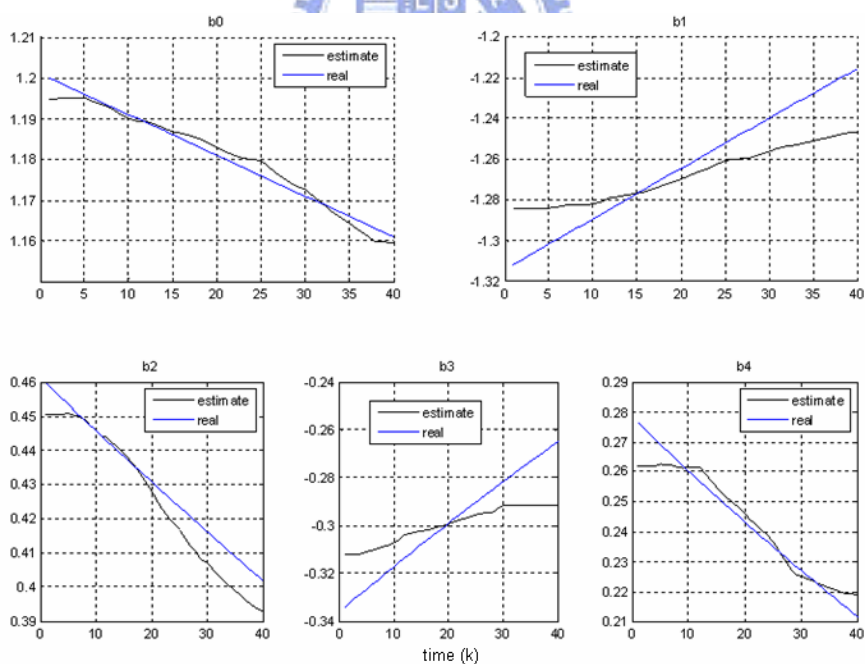 b0
1.21
1.2
1.19
1.18
1.17
1.16
0 5 10 15 20 25 30 35 40
estimate
real
b1
-1.2
-1.22
-1.24
-1.26
-1.28
-1.3
-1.32
0 5 10 15 20 25 30 35 40
estimate
real
b2
0.46
0.45
0.44
0.43
0.42
0.41
0.4
0.39
0 10 20 30 40
estimate
real
b3
-0.24
-0.26
-0.28
-0.3
-0.32
-0.34
0 10 20 30 40
estimate
real
b4
0.29
0.28
0.27
0.26
0.25
0.24
0.23
0.22
0.21
0 10 20 30 40
estimate
real
time (k)